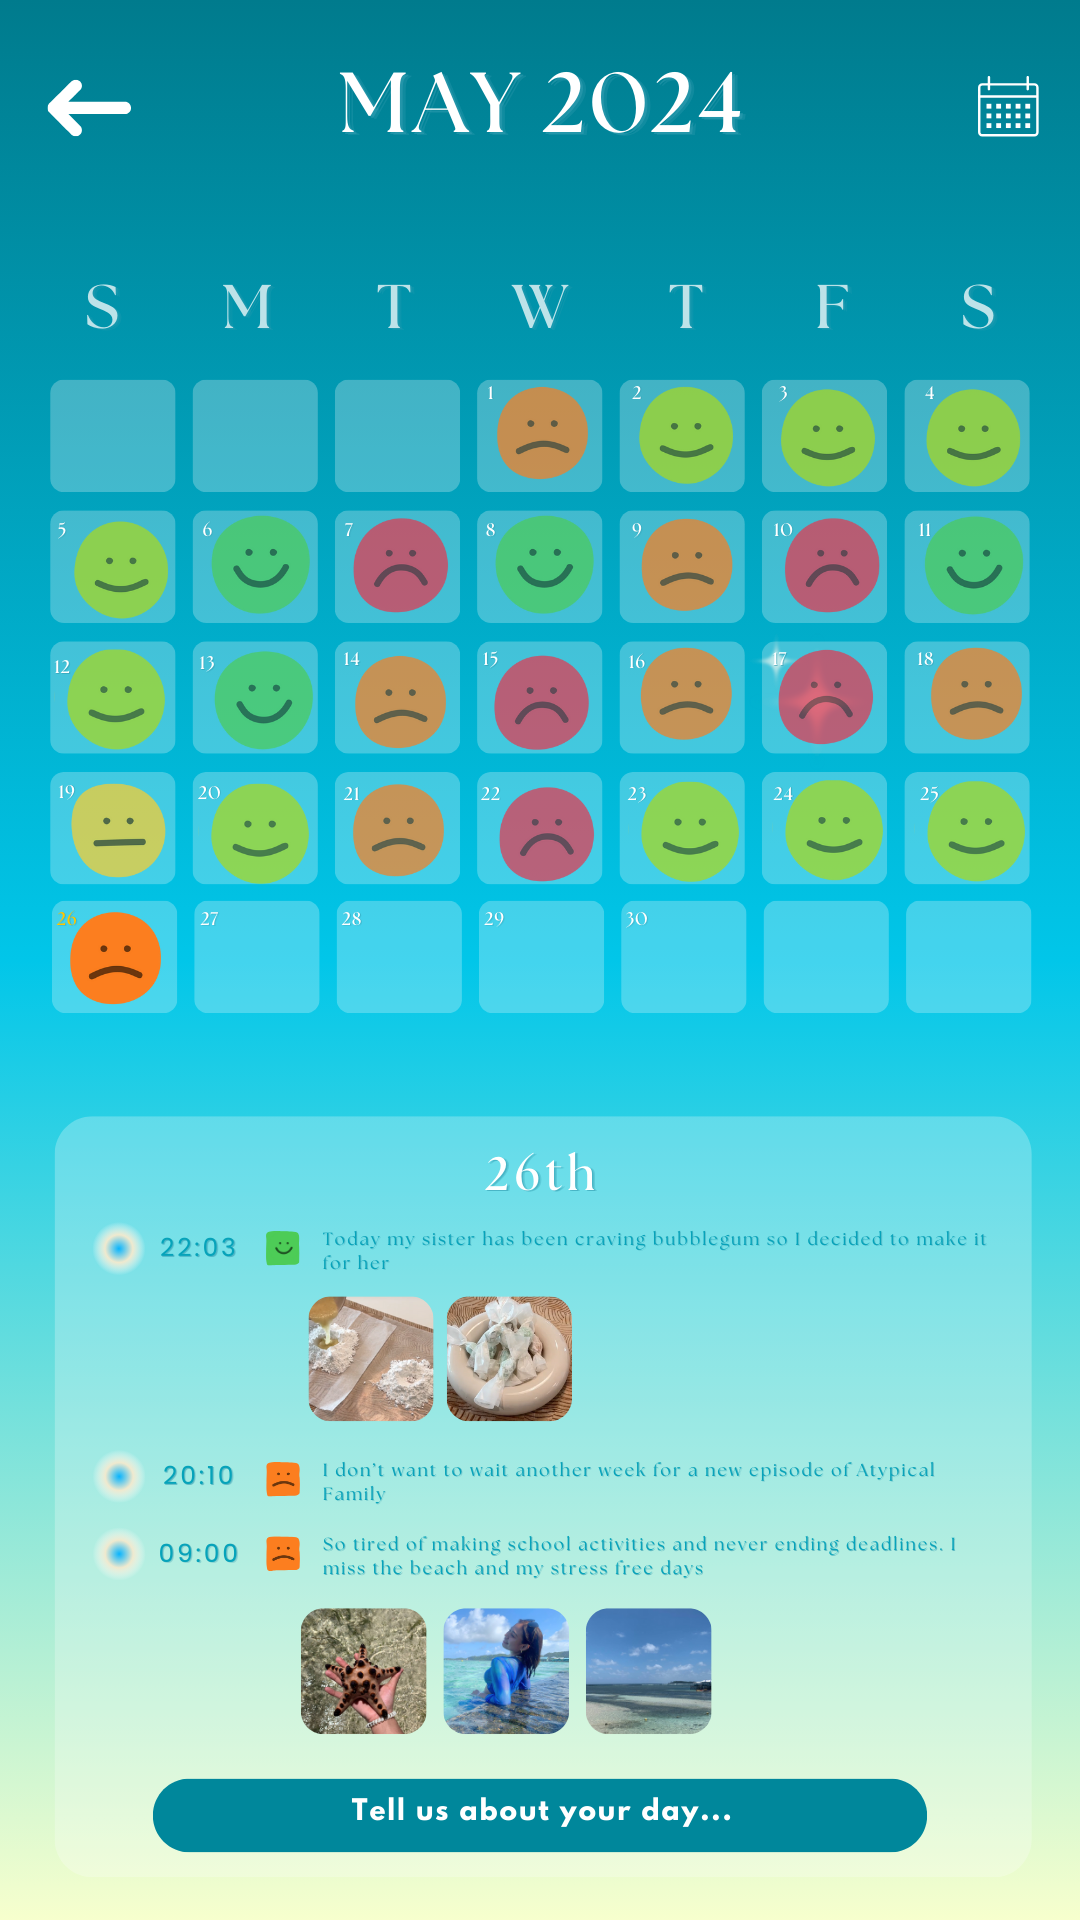 MAY 2024
S M T W T F S
1 2 3 4
5 6 7 8 9 10 11
12 13 14 15 16 17 18
19 20 21 22 23 24 25
26 27 28 29 30
26th
22:03 Today my sister has been craving bubblegum so I decided to make it
for her
20:10 I don't want to wait another week for a new episode of Atypical
Family
09:00 So tired of making school activities and never ending deadlines. I
miss the beach and my stress free days
Tell us about your day...